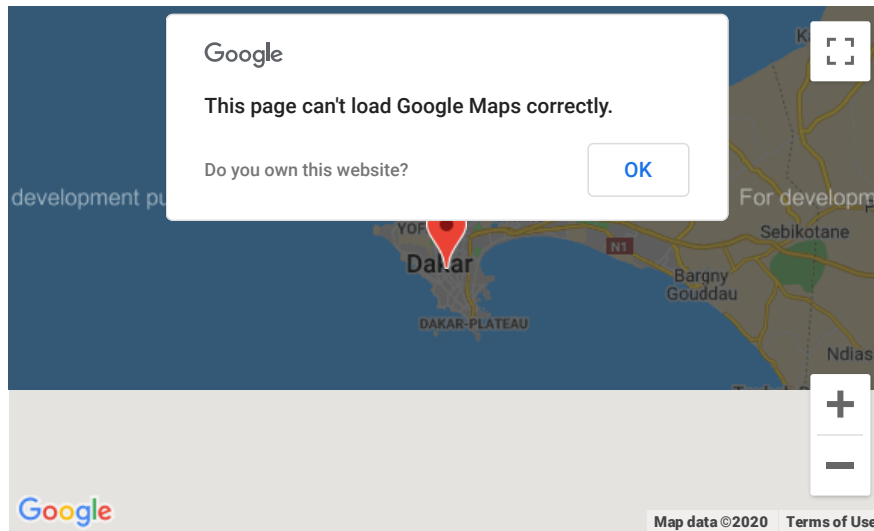 Google
This page can't load Google Maps correctly.
Do you own this website?
OK
development pu
For developm
YOF
N1
Sebikotane
Dakar
Bargny
Gouddau
DAKAR-PLATEAU
Ndias
Google
Map data ©2020
Terms of Use